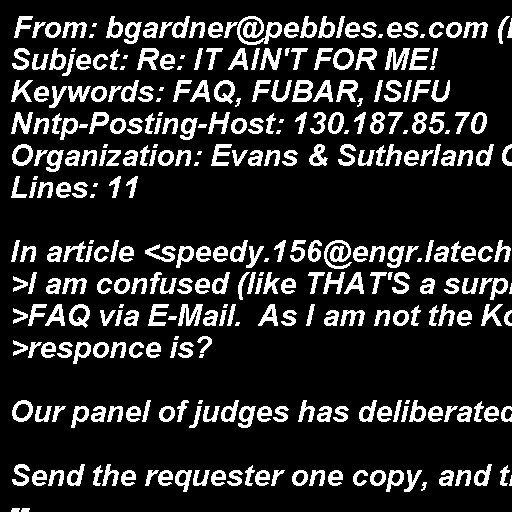 From: bgardner@pebbles.es.com (
Subject: Re: IT AIN'T FOR ME!
Keywords: FAQ, FUBAR, ISIFU
Nntp-Posting-Host: 130.187.85.70
Organization: Evans & Sutherland
Lines: 11

In article <speedy.156@engr.latech
>I am confused (like THAT'S a surp
>FAQ via E-Mail.  As I am not the Ko
>responce is?

Our panel of judges has deliberated

Send the requester one copy, and t
--